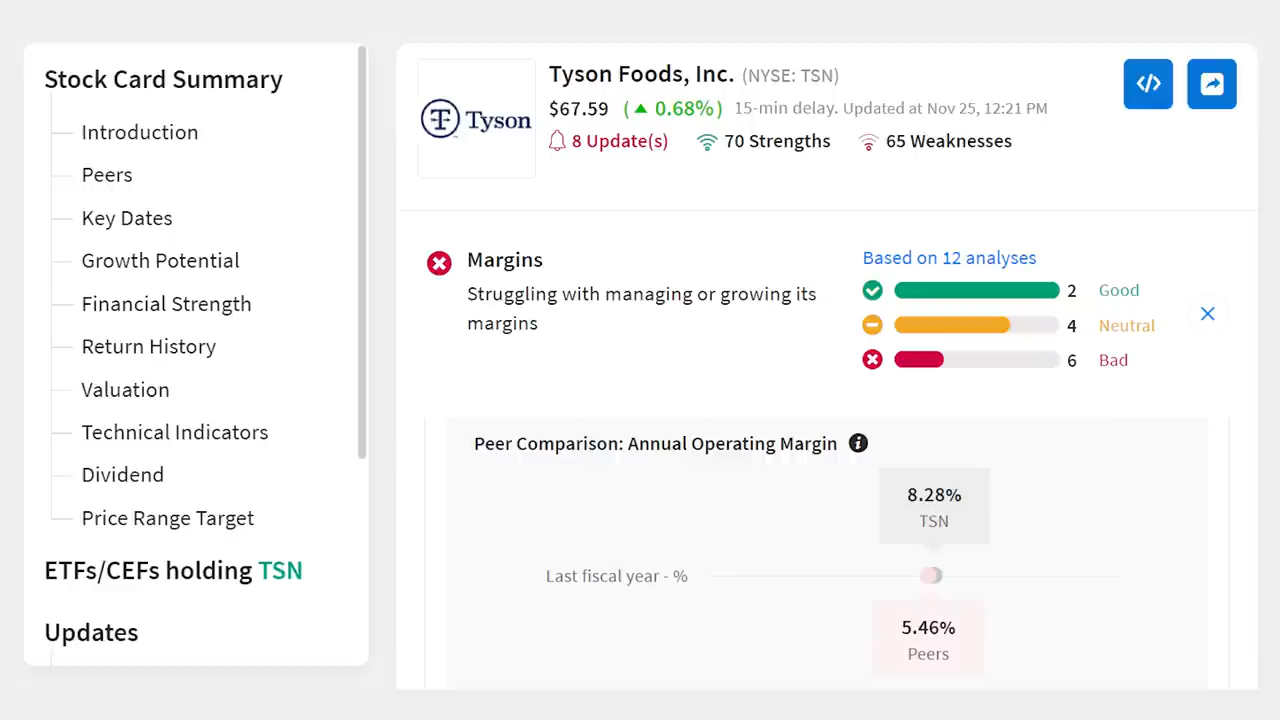 Stock Card Summary
Introduction
Peers
Key Dates
Growth Potential
Financial Strength
Return History
Valuation
Technical Indicators
Dividend
Price Range Target
ETFs/CEFs holding TSN
Updates
Tyson
Tyson Foods, Inc. (NYSE: TSN)
$67.59 (▲ 0.68%) 15-min delay. Updated at Nov 25, 12:21 PM
8 Update(s) 70 Strengths 65 Weaknesses
Margins
Struggling with managing or growing its
margins
Based on 12 analyses
2 Good
4 Neutral
6 Bad
Peer Comparison: Annual Operating Margin
8.28%
TSN
Last fiscal year - %
5.46%
Peers